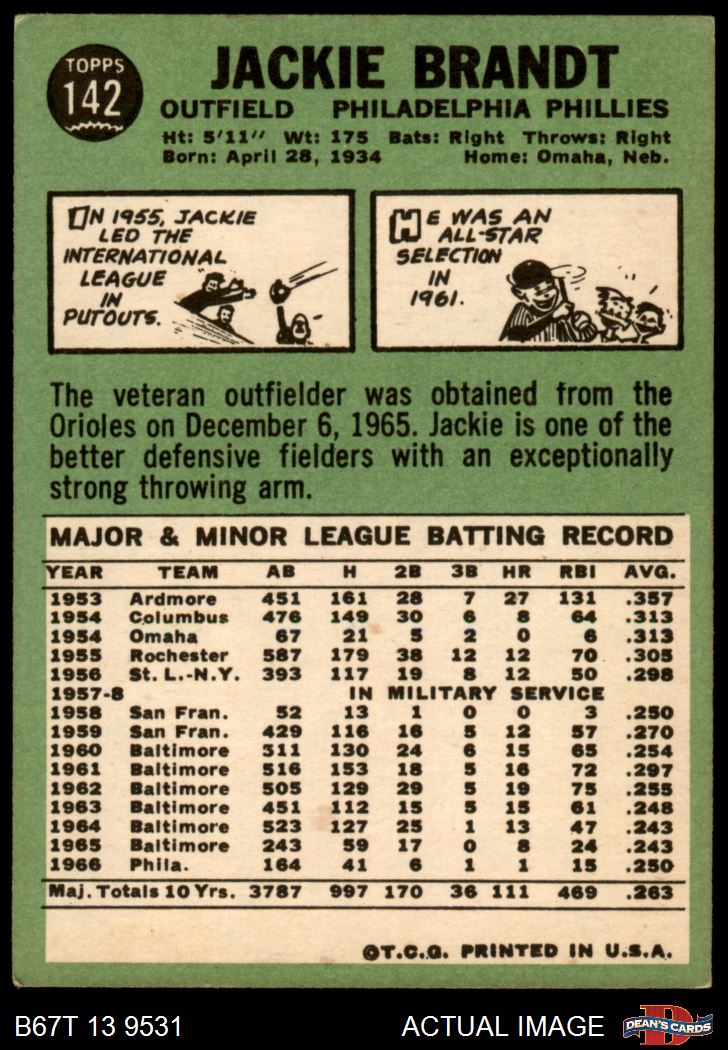 TOPPS
142
JACKIE BRANDT
OUTFIELD PHILADELPHIA PHILLIES
Ht: 5'11" Wt: 175 Bats: Right Throws: Right
Born: April 28, 1934 Home: Omaha, Neb.
IN 1955, JACKIE
LED THE
INTERNATIONAL
LEAGUE
IN
PUTOUTS.
HE WAS AN
ALL-STAR
SELECTION
IN
1961.
The veteran outfielder was obtained from the
Orioles on December 6, 1965. Jackie is one of the
better defensive fielders with an exceptionally
strong throwing arm.
MAJOR & MINOR LEAGUE BATTING RECORD
YEAR TEAM AB H 2B 3B HR RBI AVG.
1953 Ardmore 451 161 28 7 27 131 .357
1954 Columbus 476 149 30 6 8 64 .313
1954 Omaha 67 21 5 2 0 6 .313
1955 Rochester 587 179 38 12 12 70 .305
1956 St. L.-N.Y. 393 117 19 8 12 50 .298
1957-8 IN MILITARY SERVICE
1958 San Fran. 52 13 1 0 0 3 .250
1959 San Fran. 429 116 16 5 12 57 .270
1960 Baltimore 511 130 24 6 15 65 .254
1961 Baltimore 516 153 18 5 16 72 .297
1962 Baltimore 505 129 29 5 19 75 .255
1963 Baltimore 451 112 15 5 15 61 .248
1964 Baltimore 523 127 25 1 13 47 .243
1965 Baltimore 243 59 17 0 8 24 .243
1966 Phila. 164 41 6 1 1 15 .250
Maj. Totals 10 Yrs. 3787 997 170 36 111 469 .263
©T.C.G. PRINTED IN U.S.A.
B67T 13 9531 ACTUAL IMAGE
D
DEAN'S CARDS